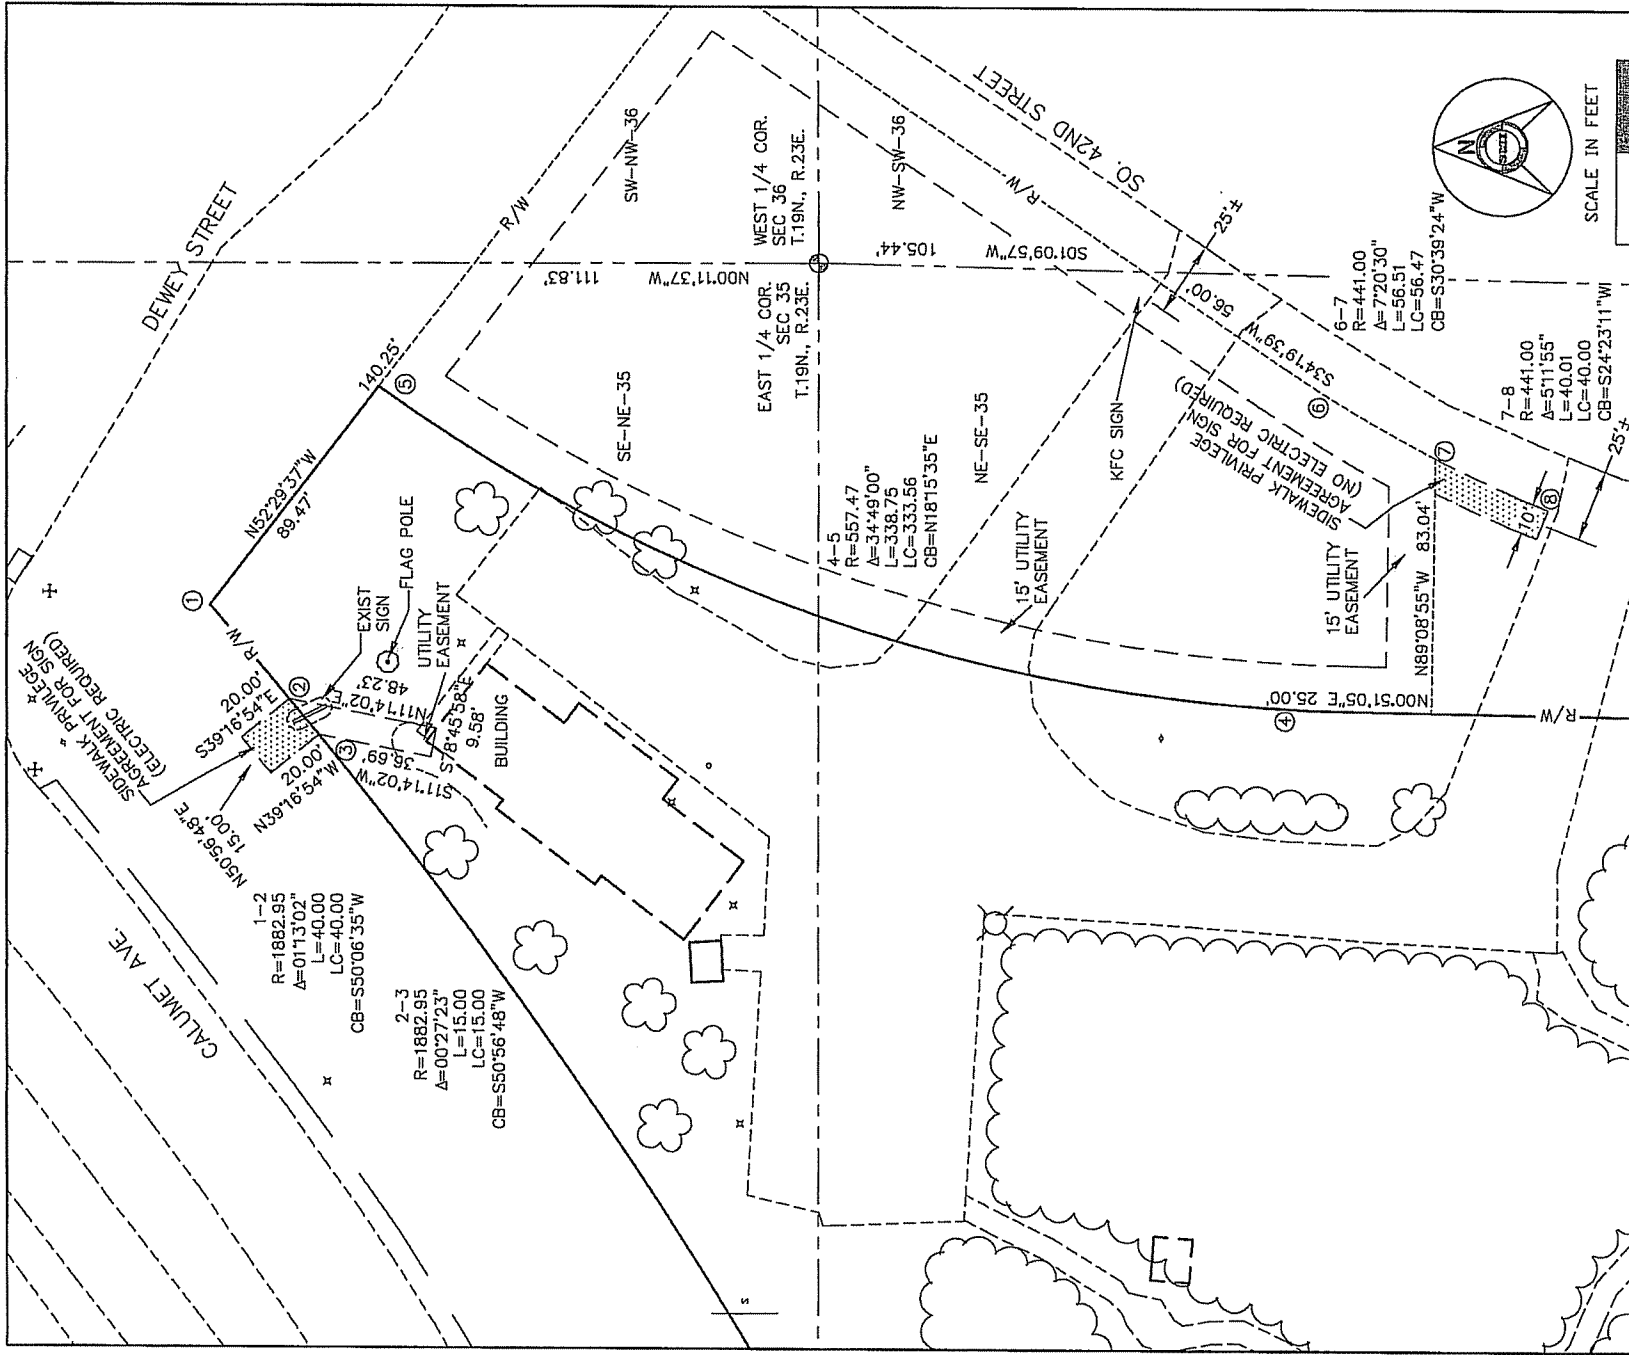 DEWEY STREET
SO. 42ND STREET
CALUMET AVE.
R/W
R/W
R/W
R/W
SW-NW-36
NW-SW-36
SE-NE-35
NE-SE-35
WEST 1/4 COR.
SEC 36
T.19N., R.23E.
EAST 1/4 COR.
SEC 35
T.19N., R.23E.
N00°11'37"W
111.83'
105.44'
S01°09'57"W
140.25'
N52°29'37"W
89.47'
1
2
3
4
5
6
7
8
SIDEWALK PRIVILEGE
AGREEMENT FOR SIGN
(ELECTRIC REQUIRED)
S39°16'54"E
20.00'
N50°56'48"E
15.00'
20.00'
N39°16'54"W
EXIST
SIGN
FLAG POLE
UTILITY
EASEMENT
N11°14'02"E
48.23'
36.69'
S11°14'02"W
9.58'
BUILDING
1-2
R=1882.95
Δ=01°13'02"
L=40.00
LC=40.00
CB=S50°06'35"W
2-3
R=1882.95
Δ=00°27'23"
L=15.00
LC=15.00
CB=S50°56'48"W
4-5
R=557.47
Δ=34°49'00"
L=338.75
LC=333.56
CB=N18°15'35"E
KFC SIGN
SIDEWALK PRIVILEGE
AGREEMENT FOR SIGN
(NO ELECTRIC REQUIRED)
56.00'
S34°19'39"W
25'±
6-7
R=441.00
Δ=7°20'30"
L=56.51
LC=56.47
CB=S30°39'24"W
7-8
R=441.00
Δ=5°11'55"
L=40.01
LC=40.00
CB=S24°23'11"W
25'±
10'
15' UTILITY
EASEMENT
15' UTILITY
EASEMENT
N89°08'55"W 83.04'
N00°51'05"E 25.00'
N
SCALE IN FEET